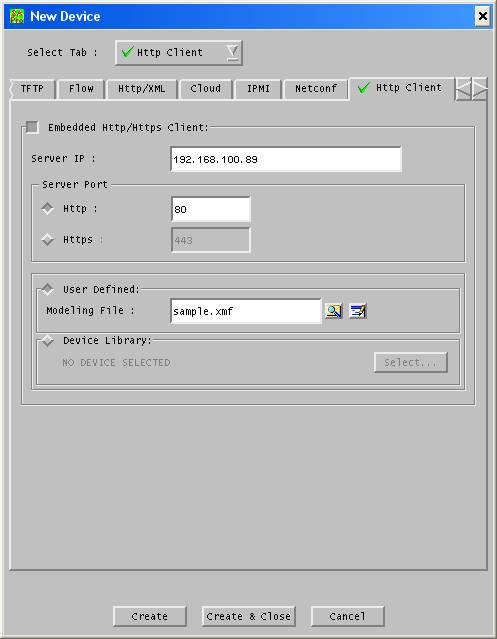 New Device
Select Tab : Http Client
TFTP Flow Http/XML Cloud IPMI Netconf Http Client
Embedded Http/Https Client:
Server IP : 192.168.100.89
Server Port
Http : 80
Https : 443
User Defined:
Modeling File : sample.xmf
Device Library:
NO DEVICE SELECTED Select...
Create Create & Close Cancel